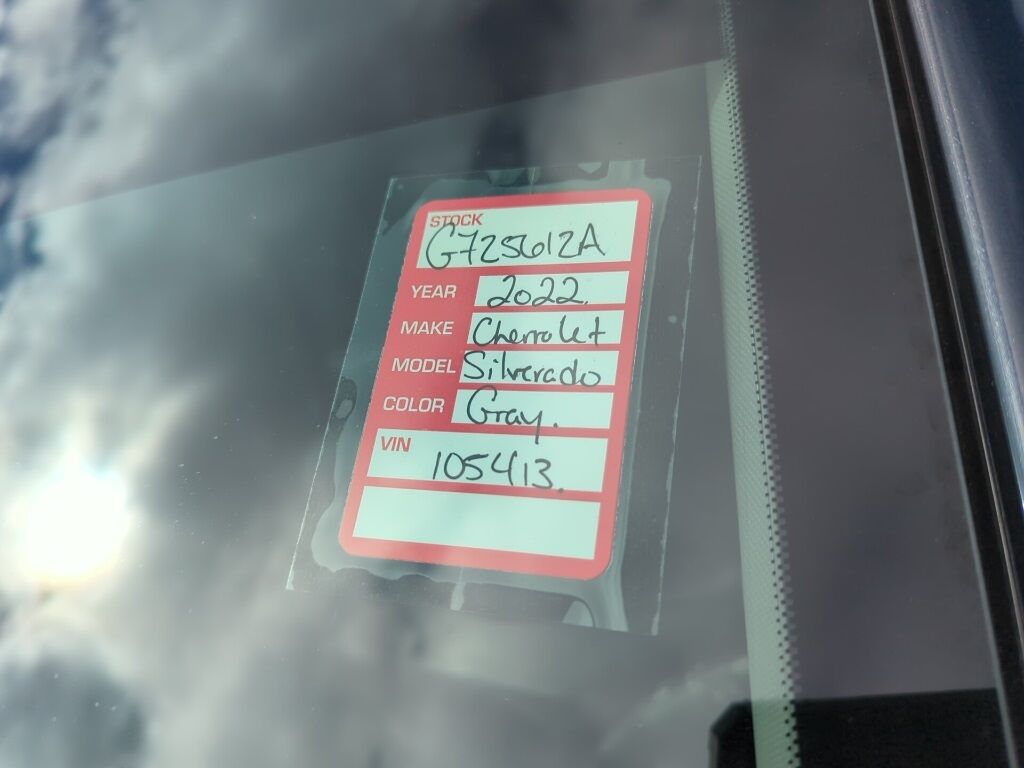 STOCK
G725612A
YEAR 2022.
MAKE Chevrolet
MODEL Silverado
COLOR Gray.
VIN
105413.